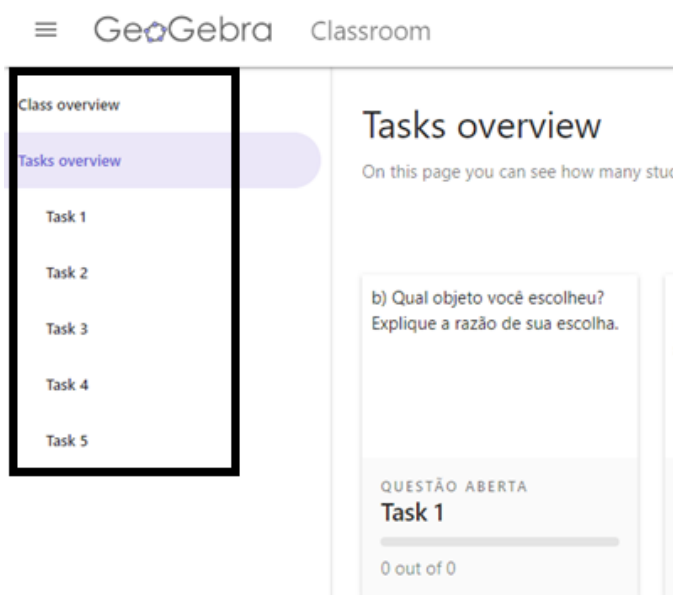 GeoGebra Classroom
Class overview
Tasks overview
Task 1
Task 2
Task 3
Task 4
Task 5
Tasks overview
On this page you can see how many
b) Qual objeto você escolheu?
Explique a razão de sua escolha.
QUESTÃO ABERTA
Task 1
0 out of 0